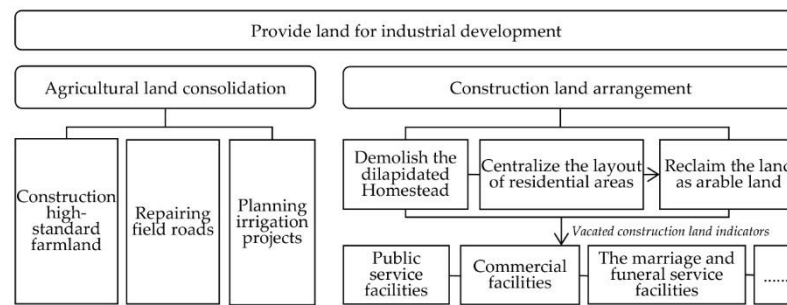 Provide land for industrial development
Agricultural land consolidation
Construction land arrangement
Construction
high-
standard
farmland
Repairing
field roads
Planning
irrigation
projects
Demolish the
dilapidated
Homestead
Centralize the layout
of residential areas
Reclaim the land
as arable land
Vacated construction land indicators
Public
service
facilities
Commercial
facilities
The marriage and
funeral service
facilities
......